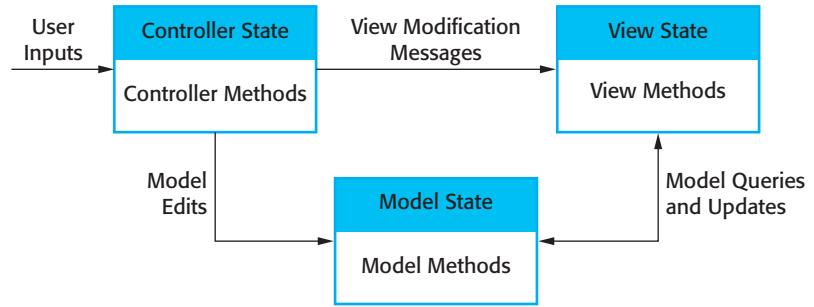 User
Inputs
Controller State
Controller Methods
View Modification
Messages
View State
View Methods
Model
Edits
Model State
Model Methods
Model Queries
and Updates